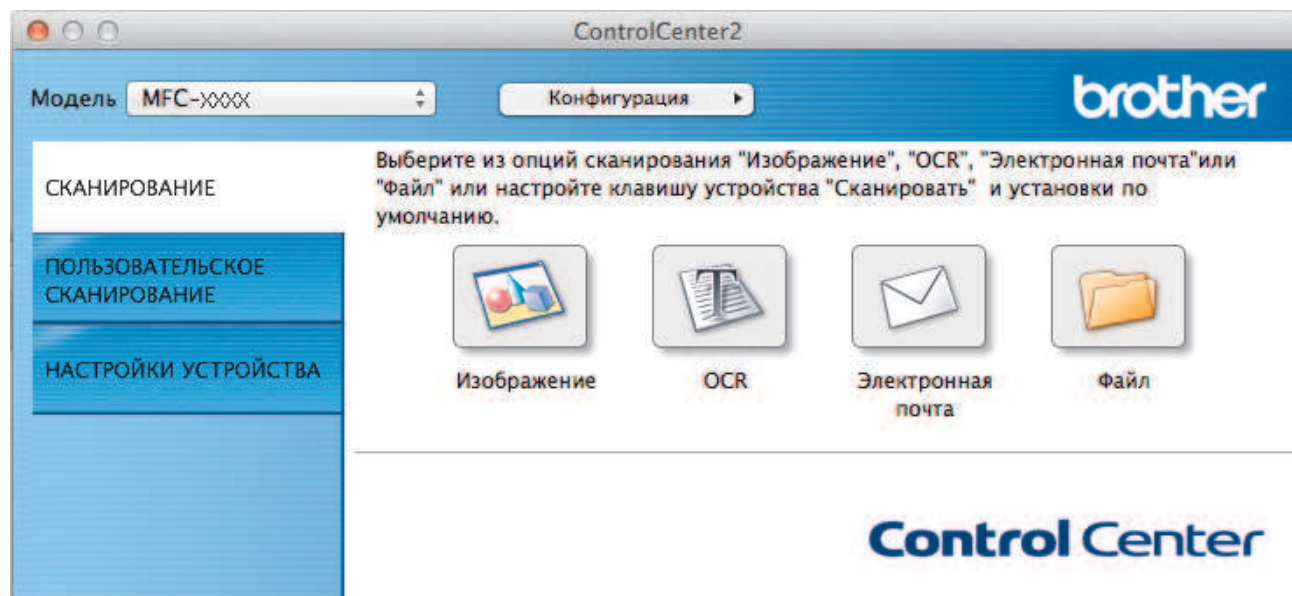 ControlCenter2
Модель MFC-XXXX Конфигурация
brother
СКАНИРОВАНИЕ
ПОЛЬЗОВАТЕЛЬСКОЕ
СКАНИРОВАНИЕ
НАСТРОЙКИ УСТРОЙСТВА
Выберите из опций сканирования "Изображение", "OCR", "Электронная почта"или
"Файл" или настройте клавишу устройства "Сканировать" и установки по
умолчанию.
Изображение
OCR
Электронная
почта
Файл
Control Center